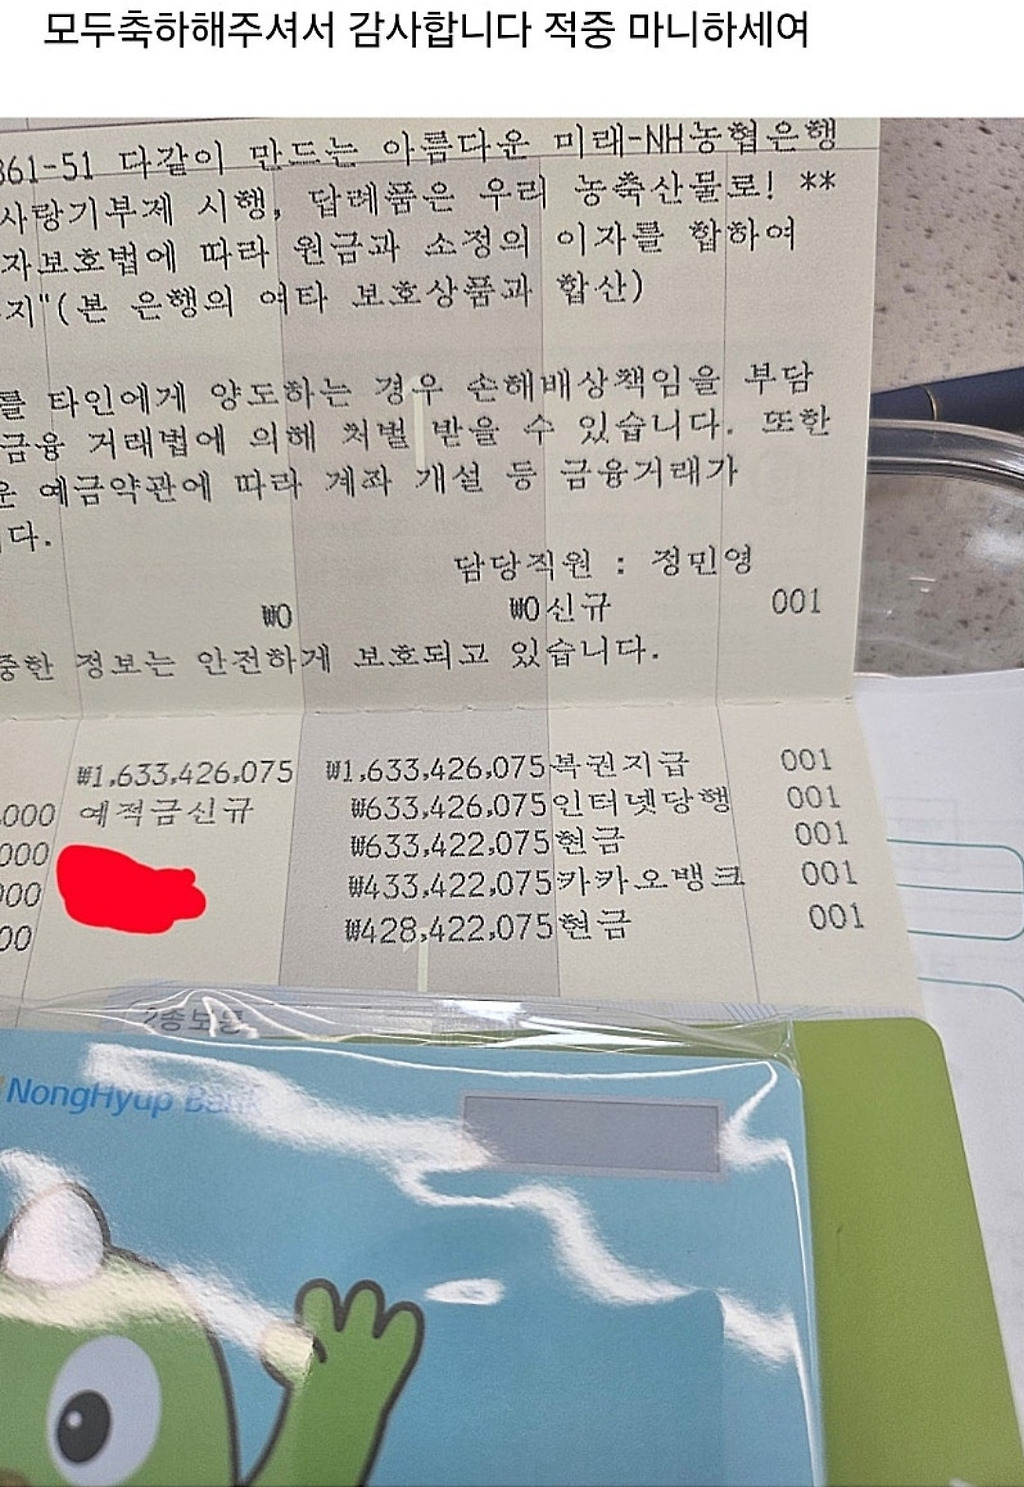 모두축하해주셔서 감사합니다 적중 마니하세여
361-51 다같이 만드는 아름다운 미래-NH농협은행
사랑기부제 시행, 답례품은 우리 농축산물로! **
자보호법에 따라 원금과 소정의 이자를 합하여
지"(본 은행의 여타 보호상품과 합산)
를 타인에게 양도하는 경우 손해배상책임을 부담
금융 거래법에 의해 처벌 받을 수 있습니다. 또한
운 예금약관에 따라 계좌 개설 등 금융거래가
다.
담당직원 : 정민영
₩0 ₩0신규 001
중한 정보는 안전하게 보호되고 있습니다.
₩1,633,426,075 ₩1,633,426,075복권지급 001
,000 예적금신규 ₩633,426,075인터넷당행 001
000 ₩633,422,075현금 001
000 ₩433,422,075카카오뱅크 001
00 ₩428,422,075현금 001
2종보통
NongHyup Bank